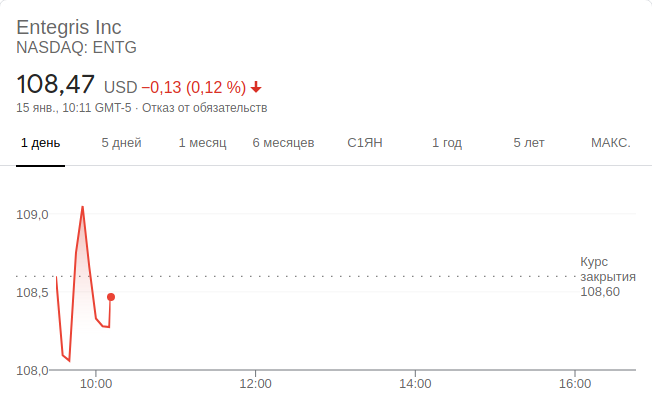 Entegris Inc
NASDAQ: ENTG
108,47 USD −0,13 (0,12 %)
15 янв., 10:11 GMT-5 · Отказ от обязательств
1 день 5 дней 1 месяц 6 месяцев С1ЯН 1 год 5 лет МАКС.
109,0
Курс
закрытия
108,60
108,5
108,0
10:00 12:00 14:00 16:00